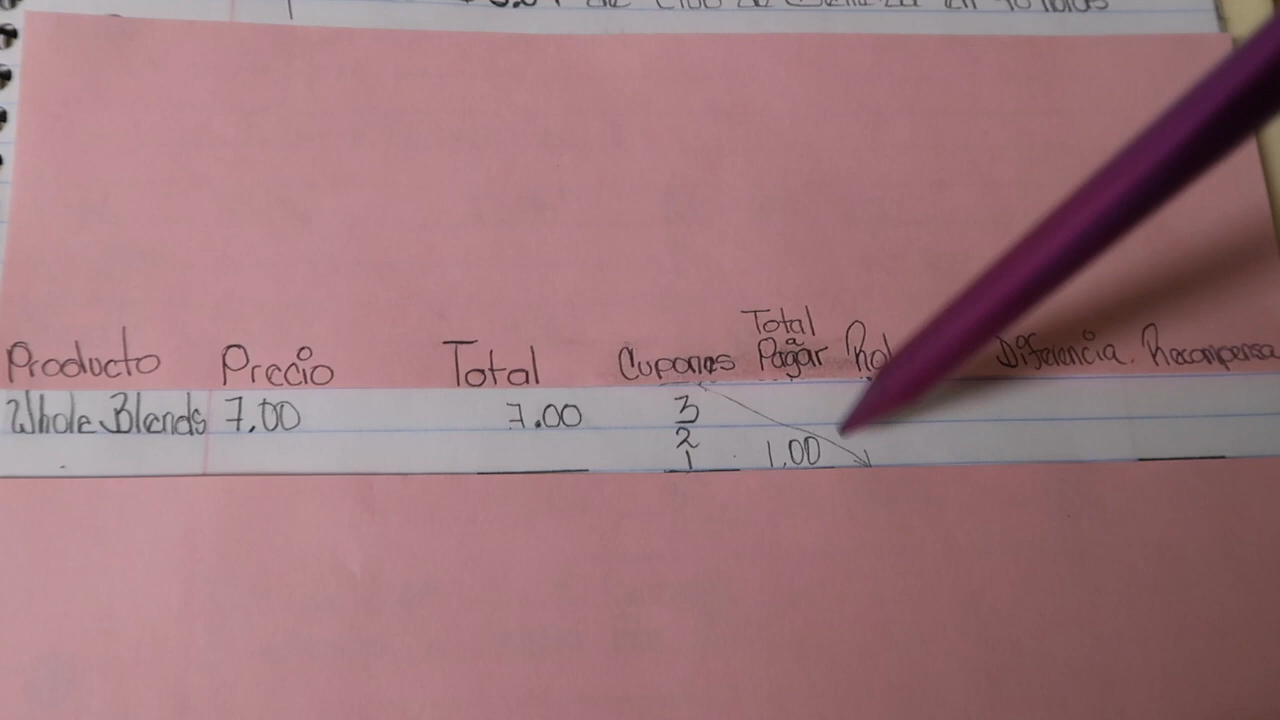 Total
Producto Precio Total Cupones a Pagar Diferencia. Recompensa
Whole Blends 7.00 7.00 3
2
1 1.00